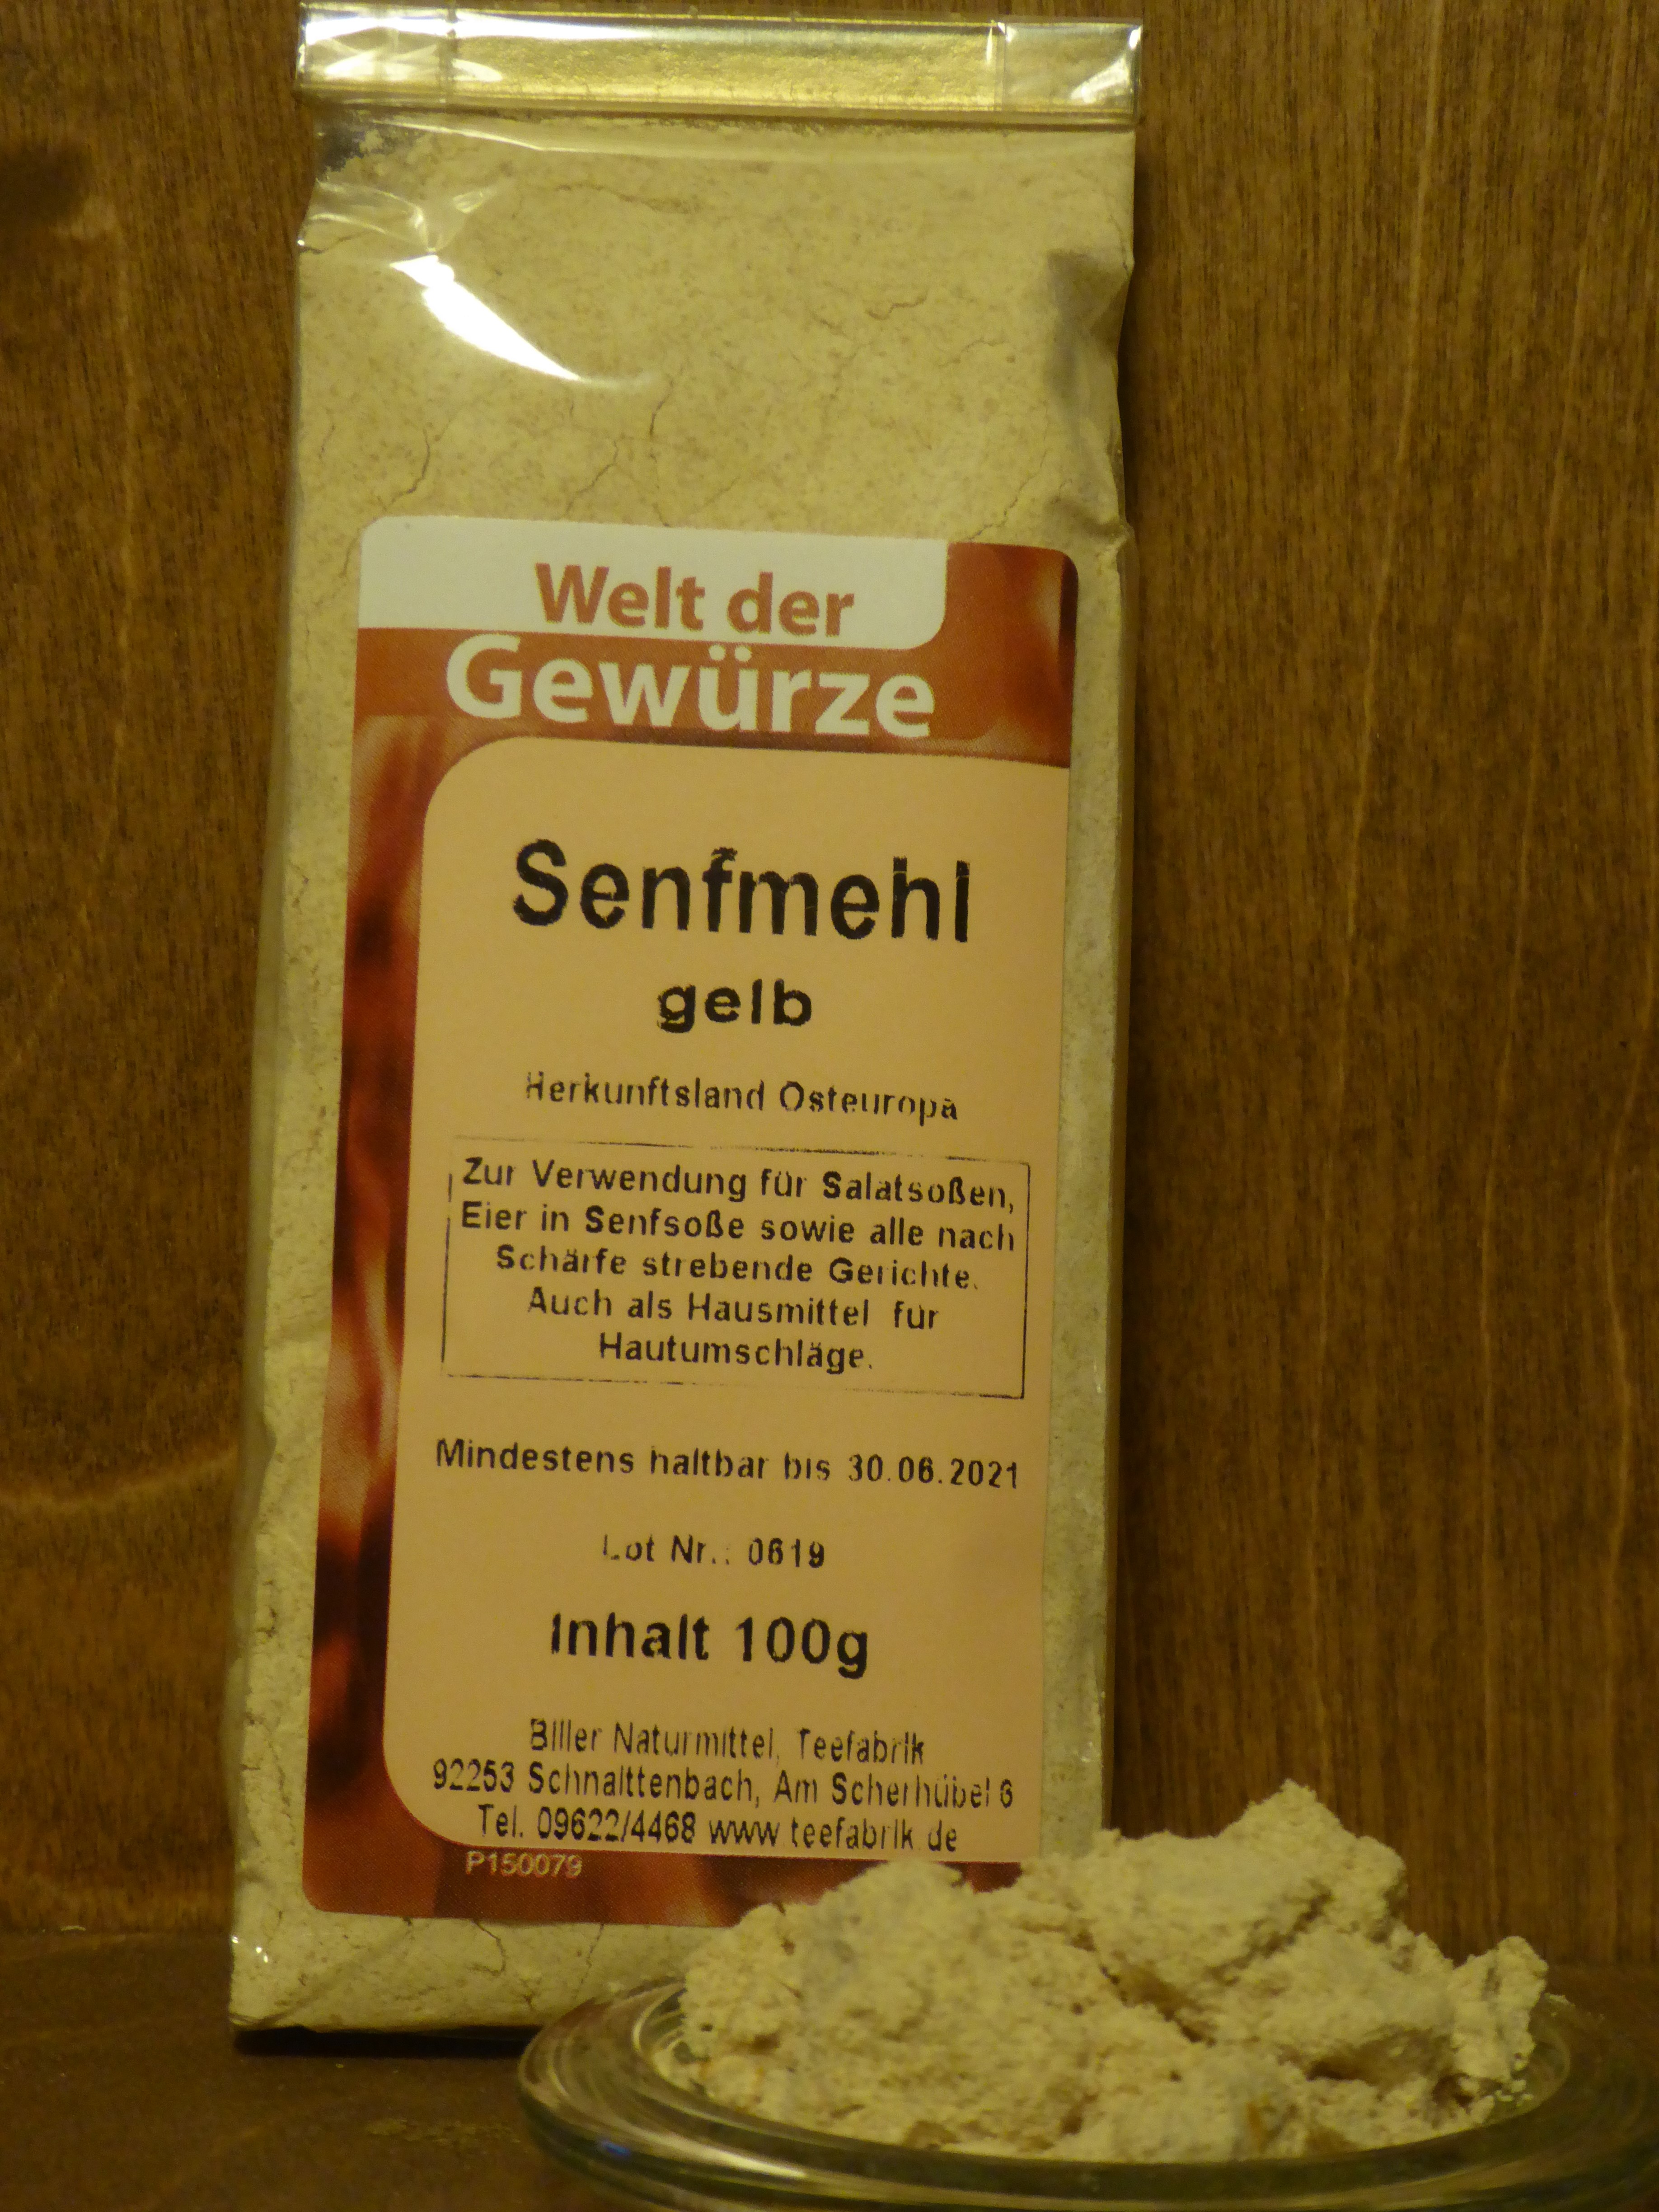 Welt der
Gewürze
Senfmehl
gelb
Herkunftsland Osteuropa
Zur Verwendung für Salatsoßen,
Eier in Senfsoße sowie alle nach
Schärfe strebende Gerichte.
Auch als Hausmittel für
Hautumschläge.
Mindestens haltbar bis 30.06.2021
Lot Nr.: 0619
Inhalt 100g
Biller Naturmittel, Teefabrik
92253 Schnaittenbach, Am Scherhübel 6
Tel. 09622/4468 www.teefabrik.de
P150079